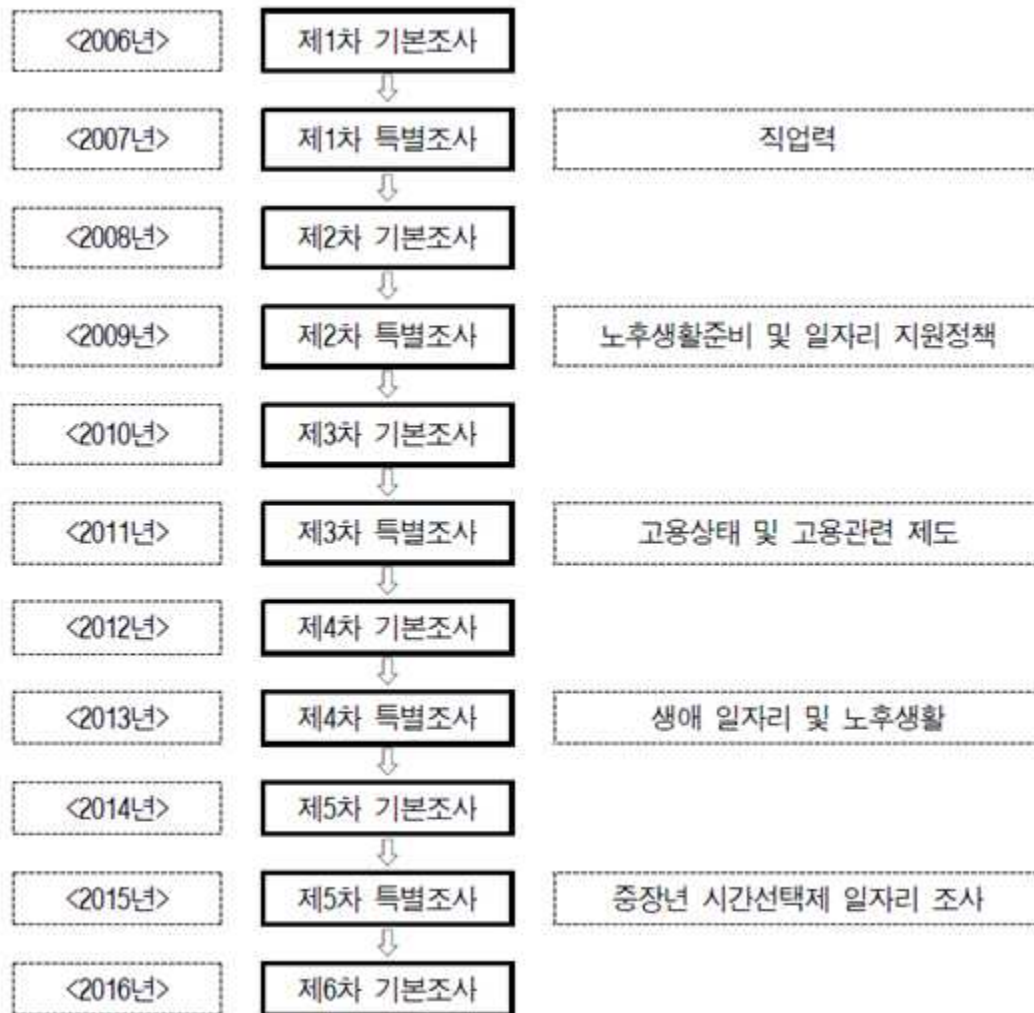 <2006년> 제1차 기본조사
<2007년> 제1차 특별조사 직업력
<2008년> 제2차 기본조사
<2009년> 제2차 특별조사 노후생활준비 및 일자리 지원정책
<2010년> 제3차 기본조사
<2011년> 제3차 특별조사 고용상태 및 고용관련 제도
<2012년> 제4차 기본조사
<2013년> 제4차 특별조사 생애 일자리 및 노후생활
<2014년> 제5차 기본조사
<2015년> 제5차 특별조사 중장년 시간선택제 일자리 조사
<2016년> 제6차 기본조사